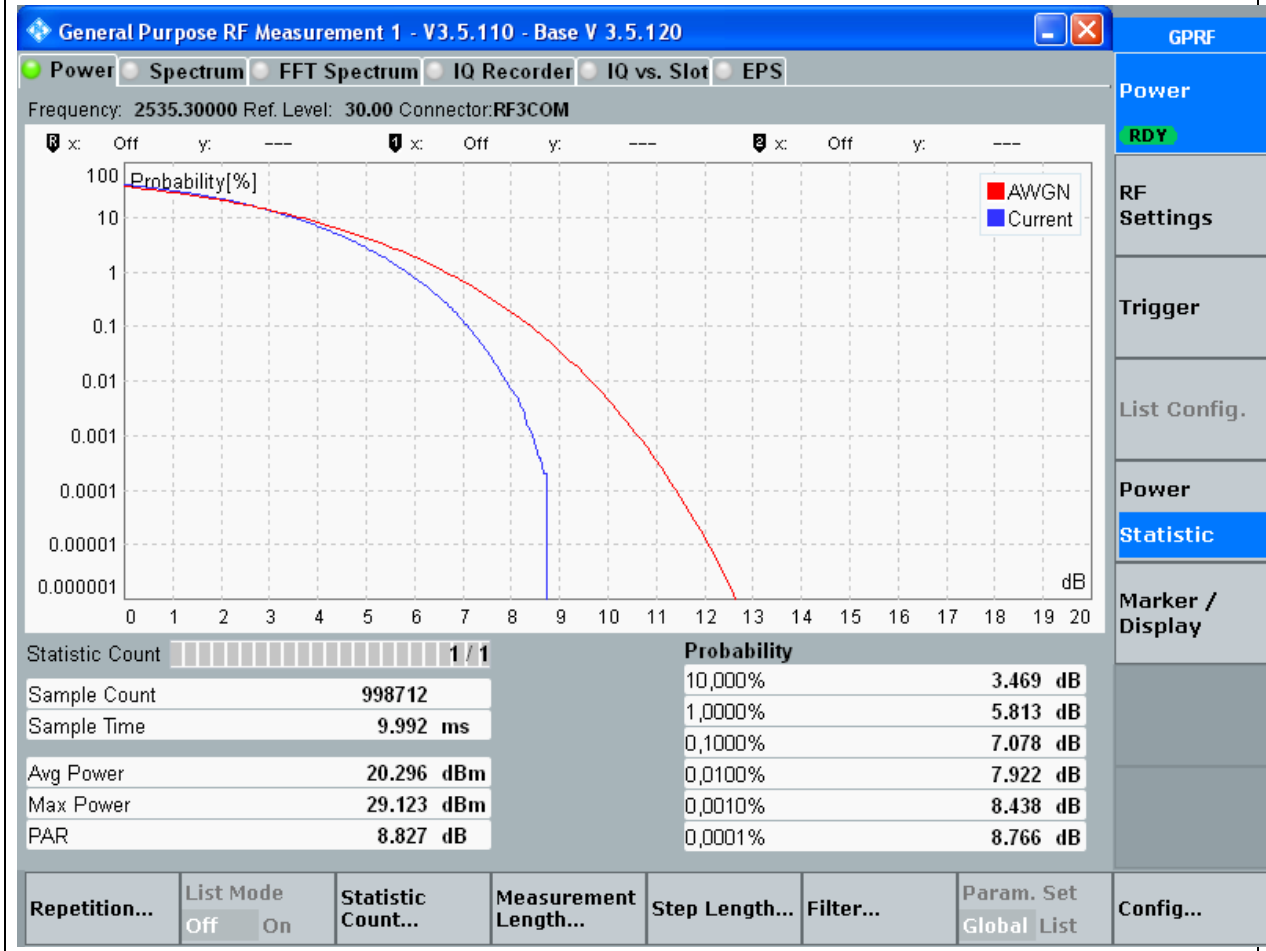 General Purpose RF Measurement 1 - V3.5.110 - Base V 3.5.120
GPRF
Power Spectrum FFT Spectrum IQ Recorder IQ vs. Slot EPS
Frequency: 2535.30000 Ref. Level: 30.00 Connector:RF3COM
R x: Off y: --- 1 x: Off y: --- 2 x: Off y: ---
Probability[%]
100
10
1
0.1
0.01
0.001
0.0001
0.00001
0.000001
AWGN
Current
dB
0 1 2 3 4 5 6 7 8 9 10 11 12 13 14 15 16 17 18 19 20
Statistic Count 1 / 1
Sample Count 998712
Sample Time 9.992 ms
Avg Power 20.296 dBm
Max Power 29.123 dBm
PAR 8.827 dB
Probability
10,000% 3.469 dB
1,0000% 5.813 dB
0,1000% 7.078 dB
0,0100% 7.922 dB
0,0010% 8.438 dB
0,0001% 8.766 dB
Power
RDY
RF
Settings
Trigger
List Config.
Power
Statistic
Marker /
Display
Repetition...
List Mode
Off On
Statistic
Count...
Measurement
Length...
Step Length...
Filter...
Param. Set
Global List
Config...